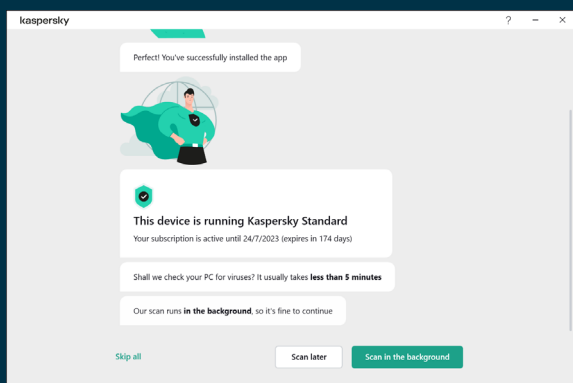 kaspersky
Perfect! You've successfully installed the app
This device is running Kaspersky Standard
Your subscription is active until 24/7/2023 (expires in 174 days)
Shall we check your PC for viruses? It usually takes less than 5 minutes
Our scan runs in the background, so it's fine to continue
Skip all
Scan later
Scan in the background